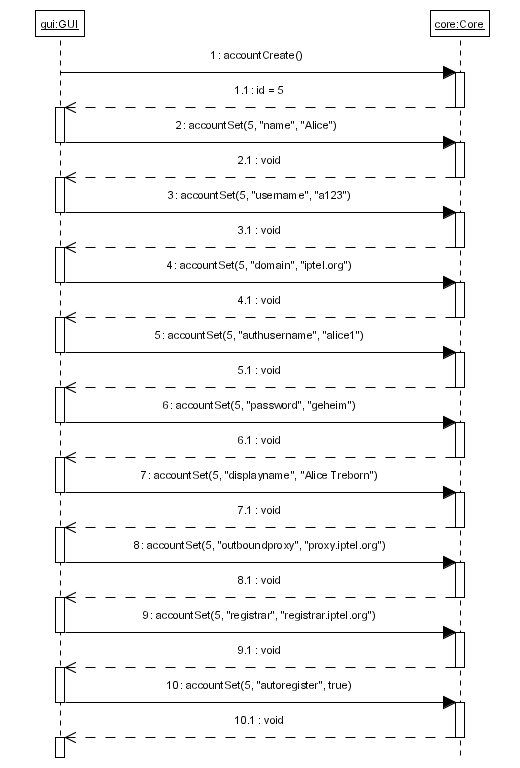 gui:GUI
core:Core
1 : accountCreate()
1.1 : id = 5
2 : accountSet(5, "name", "Alice")
2.1 : void
3 : accountSet(5, "username", "a123")
3.1 : void
4 : accountSet(5, "domain", "iptel.org)
4.1 : void
5 : accountSet(5, "authusername", "alice1")
5.1 : void
6 : accountSet(5, "password", "geheim")
6.1 : void
7 : accountSet(5, "displayname", "Alice Treborn")
7.1 : void
8 : accountSet(5, "outboundproxy", "proxy.iptel.org")
8.1 : void
9 : accountSet(5, "registrar", "registrar.iptel.org")
9.1 : void
10 : accountSet(5, "autoregister", true)
10.1 : void